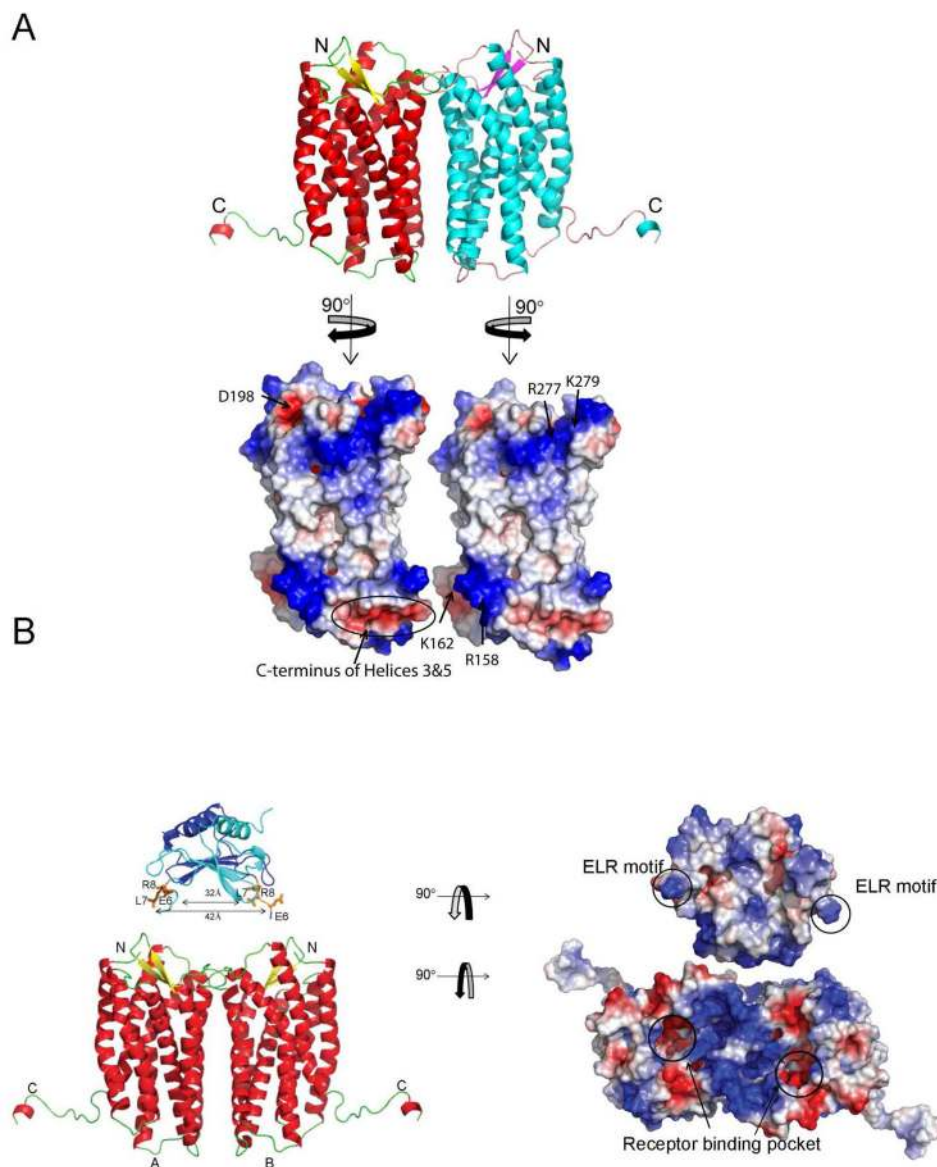 A
N N
C C
90° 90°
D198 R277 K279
K162
R158
C-terminus of Helices 3&5
B
R8 R8
L7 E6 32Å
42Å E6
N N
C C
A B
90°
90°
ELR motif
ELR motif
Receptor binding pocket